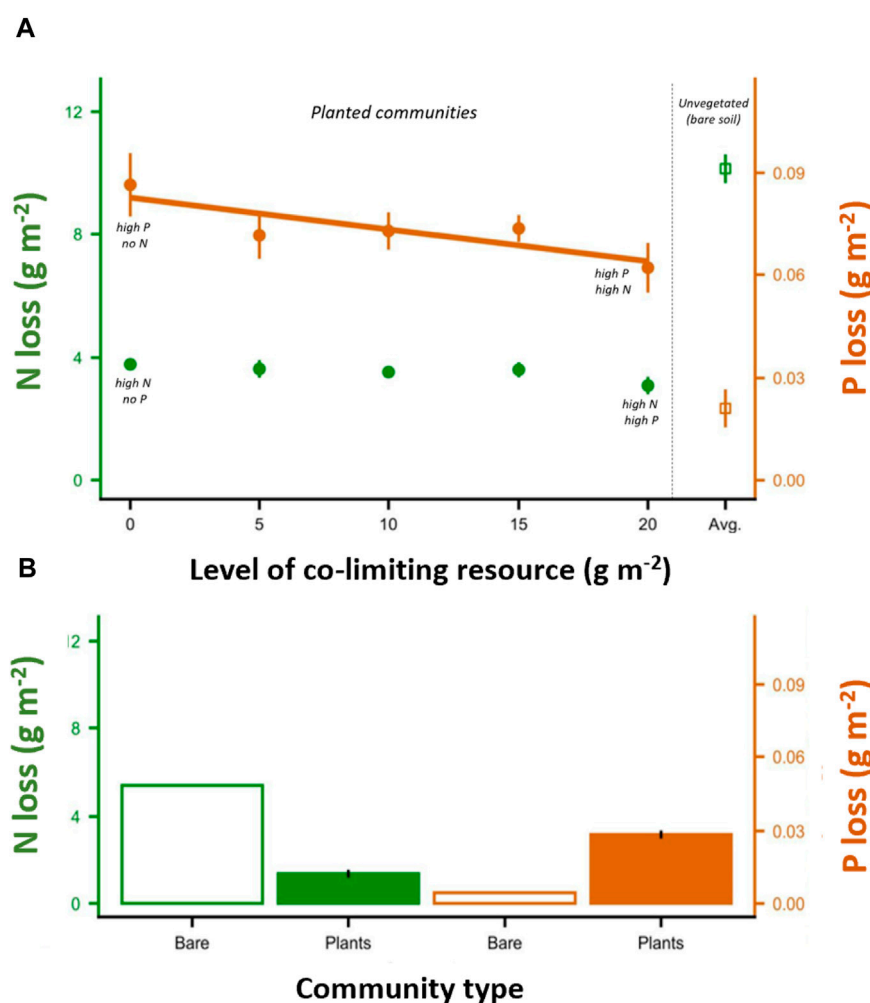 A
N loss (g m-2)
12
8
4
0
Planted communities
Unvegetated
(bare soil)
high P
no N
high P
high N
high N
no P
high N
high P
0.09
0.06
0.03
0.00
P loss (g m-2)
0
5
10
15
20
Avg.
Level of co-limiting resource (g m-2)
B
N loss (g m-2)
12
8
4
0
0.09
0.06
0.03
0.00
P loss (g m-2)
Bare
Plants
Bare
Plants
Community type